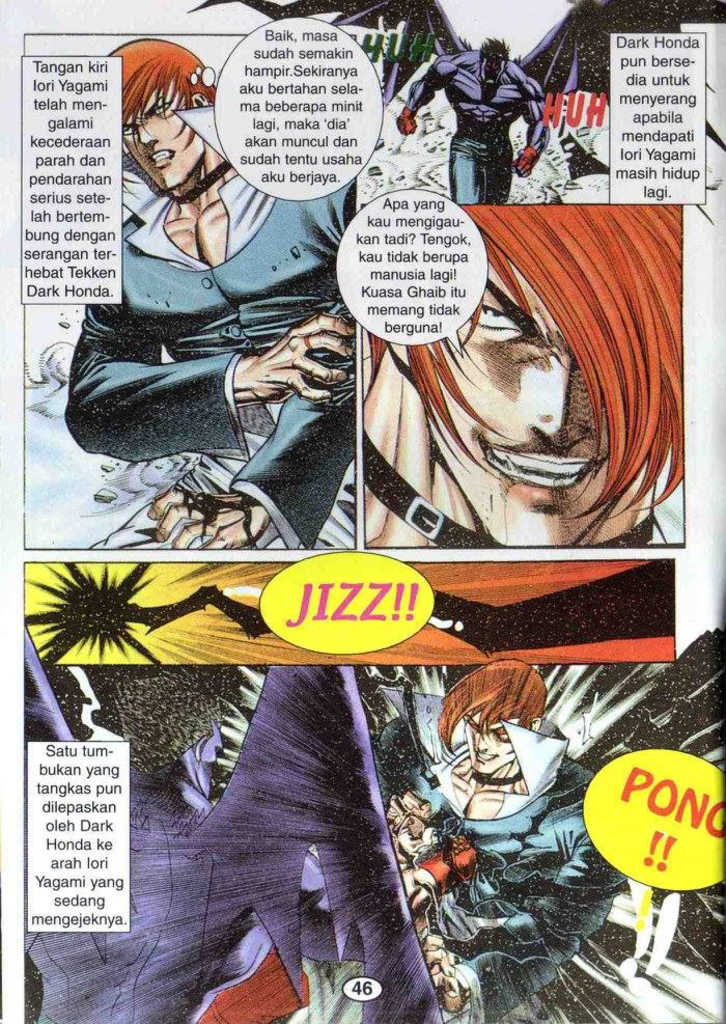 Tangan kiri
Iori Yagami
telah men-
galami
kecederaan
parah dan
pendarahan
serius sete-
lah bertem-
bung dengan
serangan ter-
hebat Tekken
Dark Honda.
Baik, masa
sudah semakin
hampir.Sekiranya
aku bertahan sela-
ma beberapa minit
lagi, maka ‘dia’
akan muncul dan
sudah tentu usaha
aku berjaya.
HUH
HUH
Dark Honda
pun berse-
dia untuk
menyerang
apabila
mendapati
Iori Yagami
masih hidup
lagi.
Apa yang
kau mengigau-
kan tadi? Tengok,
kau tidak berupa
manusia lagi!
Kuasa Ghaib itu
memang tidak
berguna!
JIZZ!!
Satu tum-
bukan yang
tangkas pun
dilepaskan
oleh Dark
Honda ke
arah Iori
Yagami yang
sedang
mengejeknya.
PONG
!!
46